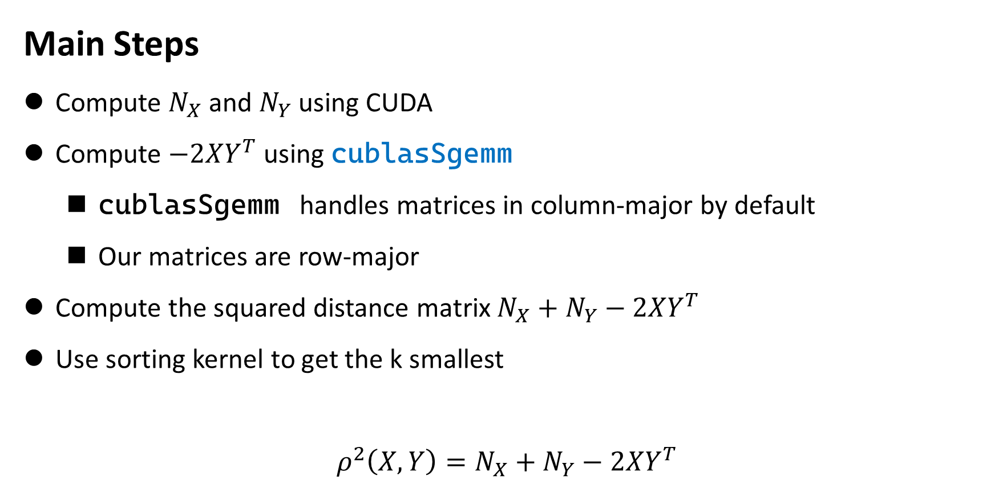 Main Steps
● Compute $N_X$ and $N_Y$ using CUDA
● Compute $-2XY^T$ using cublasSgemm
■ cublasSgemm handles matrices in column-major by default
■ Our matrices are row-major
● Compute the squared distance matrix $N_X + N_Y - 2XY^T$
● Use sorting kernel to get the k smallest
$\rho^2(X, Y) = N_X + N_Y - 2XY^T$